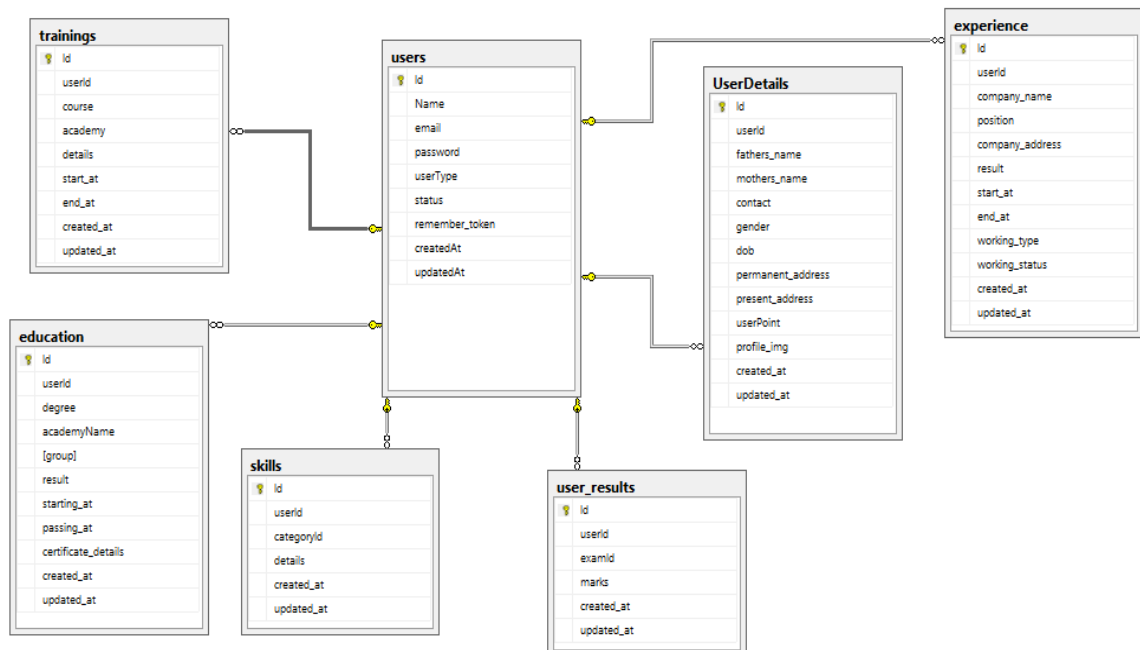 trainings
Id
userId
course
academy
details
start_at
end_at
created_at
updated_at
users
Id
Name
email
password
userType
status
remember_token
createdAt
updatedAt
UserDetails
Id
userId
fathers_name
mothers_name
contact
gender
dob
permanent_address
present_address
userPoint
profile_img
created_at
updated_at
experience
Id
userId
company_name
position
company_address
result
start_at
end_at
working_type
working_status
created_at
updated_at
education
Id
userId
degree
academyName
[group]
result
starting_at
passing_at
certificate_details
created_at
updated_at
skills
Id
userId
categoryId
details
created_at
updated_at
user_results
Id
userId
examId
marks
created_at
updated_at